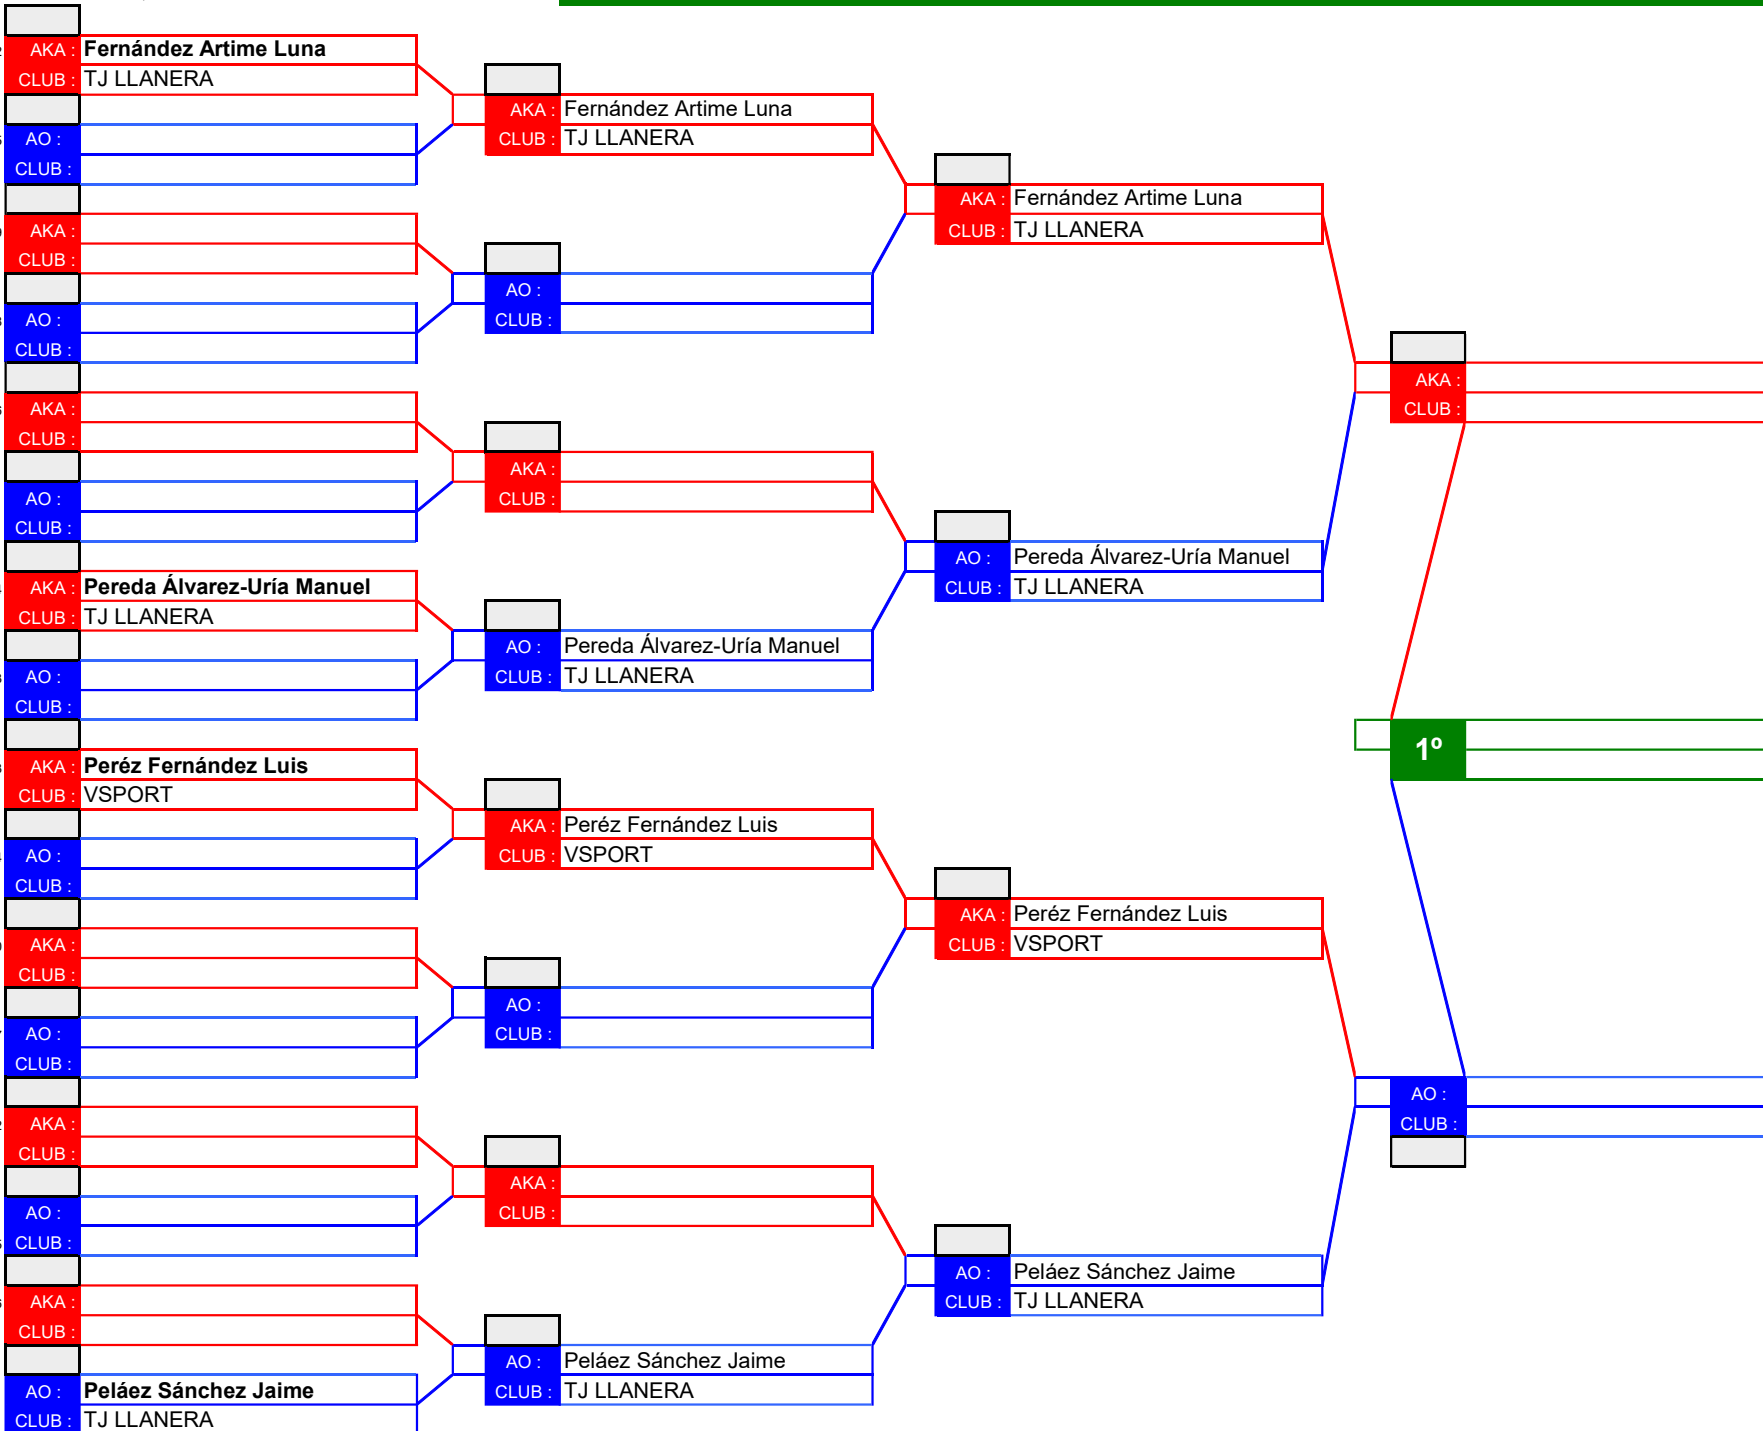 AKA : Fernández Artime Luna
CLUB : TJ LLANERA
AO :
CLUB :
AKA :
CLUB :
AO :
CLUB :
AKA :
CLUB :
AO :
CLUB :
AKA : Pereda Álvarez-Uría Manuel
CLUB : TJ LLANERA
AO :
CLUB :
AKA : Peréz Fernández Luis
CLUB : VSPORT
AO :
CLUB :
AKA :
CLUB :
AO :
CLUB :
AKA :
CLUB :
AO :
CLUB :
AKA :
CLUB :
AO : Peláez Sánchez Jaime
CLUB : TJ LLANERA
AKA : Fernández Artime Luna
CLUB : TJ LLANERA
AO :
CLUB :
AKA :
CLUB :
AO : Pereda Álvarez-Uría Manuel
CLUB : TJ LLANERA
AKA : Peréz Fernández Luis
CLUB : VSPORT
AO :
CLUB :
AKA :
CLUB :
AO : Peláez Sánchez Jaime
CLUB : TJ LLANERA
AKA : Fernández Artime Luna
CLUB : TJ LLANERA
AO : Pereda Álvarez-Uría Manuel
CLUB : TJ LLANERA
AKA : Peréz Fernández Luis
CLUB : VSPORT
AO : Peláez Sánchez Jaime
CLUB : TJ LLANERA
AKA :
CLUB :
1º
AO :
CLUB :